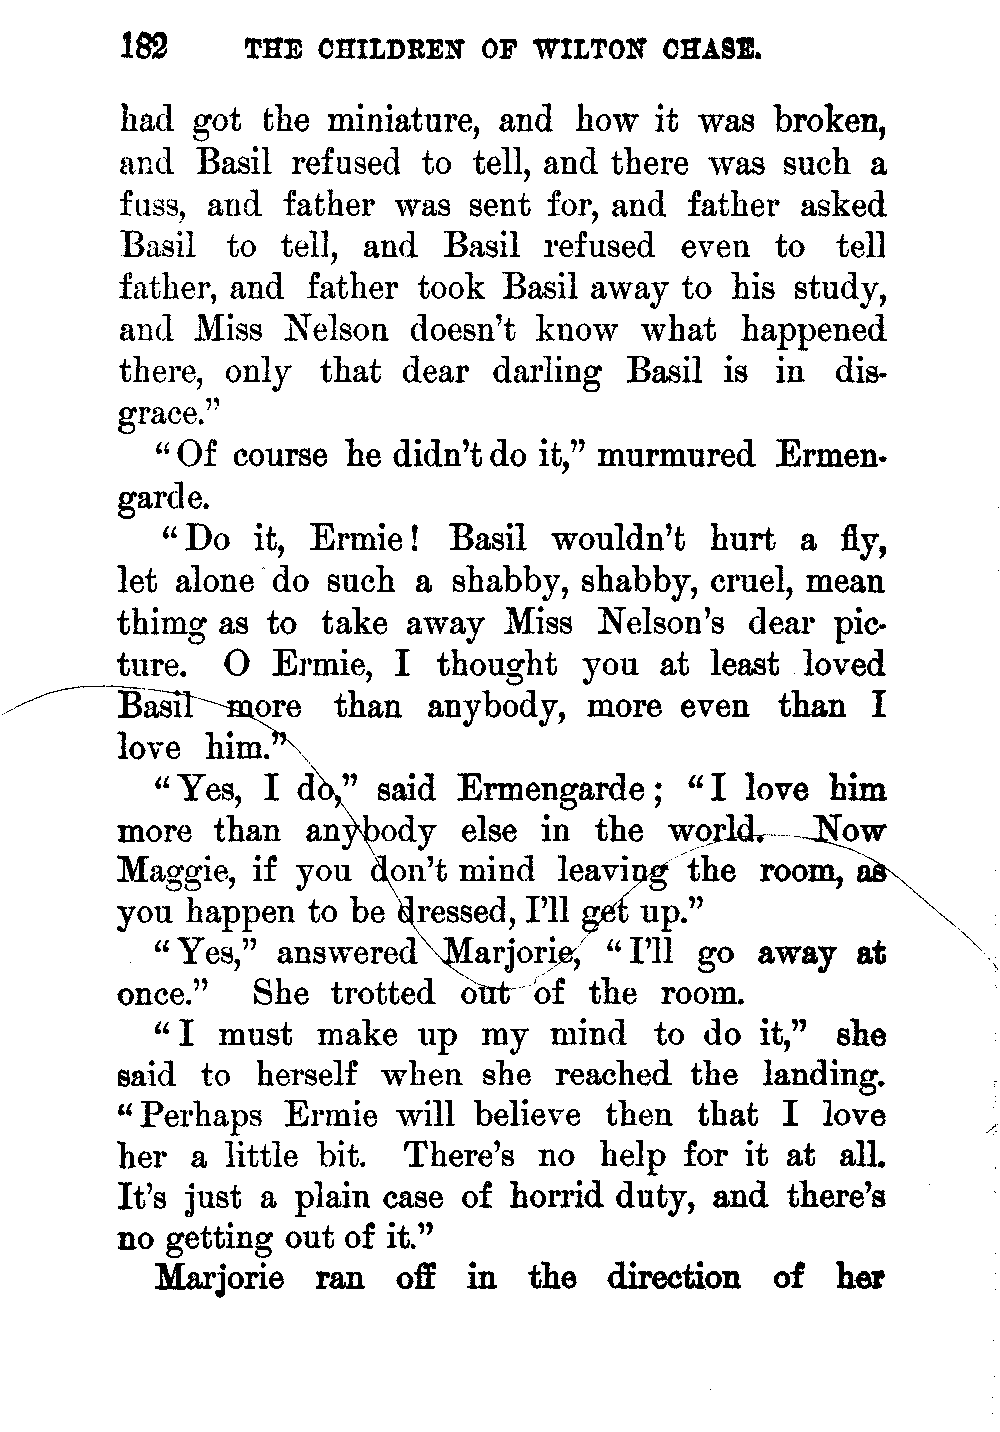 182 THE CHILDREN OF WILTON CHASE.
had got the miniature, and how it was broken,
and Basil refused to tell, and there was such a
fuss, and father was sent for, and father asked
Basil to tell, and Basil refused even to tell
father, and father took Basil away to his study,
and Miss Nelson doesn't know what happened
there, only that dear darling Basil is in dis-
grace."
"Of course he didn't do it," murmured Ermen-
garde.
"Do it, Ermie! Basil wouldn't hurt a fly,
let alone do such a shabby, shabby, cruel, mean
thimg as to take away Miss Nelson's dear pic-
ture. O Ermie, I thought you at least loved
Basil more than anybody, more even than I
love him."
"Yes, I do," said Ermengarde; "I love him
more than anybody else in the world. Now
Maggie, if you don't mind leaving the room, as
you happen to be dressed, I'll get up."
"Yes," answered Marjorie, "I'll go away at
once." She trotted out of the room.
"I must make up my mind to do it," she
said to herself when she reached the landing.
"Perhaps Ermie will believe then that I love
her a little bit. There's no help for it at all.
It's just a plain case of horrid duty, and there's
no getting out of it."
Marjorie ran off in the direction of her